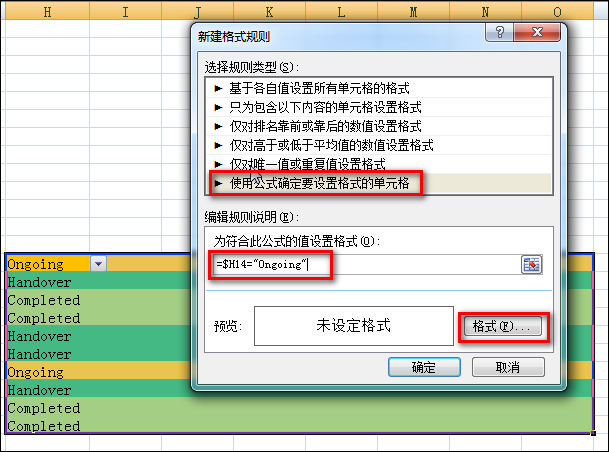 H I J K L M N O
新建格式规则
选择规则类型(S):
► 基于各自值设置所有单元格的格式
► 只为包含以下内容的单元格设置格式
► 仅对排名靠前或靠后的数值设置格式
► 仅对高于或低于平均值的数值设置格式
► 仅对唯一值或重复值设置格式
► 使用公式确定要设置格式的单元格
编辑规则说明(E):
为符合此公式的值设置格式(O):
=$H14="Ongoing"
预览:
未设定格式
格式(F)...
确定
取消
Ongoing
Handover
Completed
Completed
Handover
Handover
Ongoing
Handover
Completed
Completed